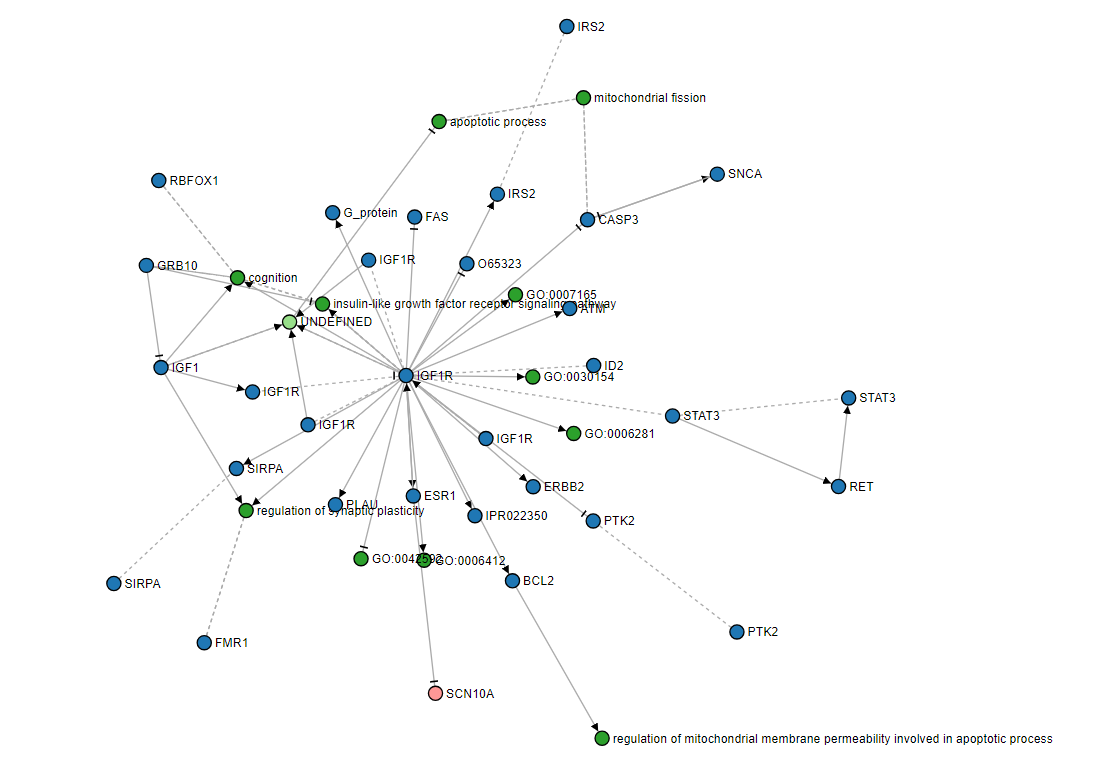 IRS2
mitochondrial fission
apoptotic process
SNCA
RBFOX1
IRS2
G_protein
FAS
CASP3
IGF1R
O65323
GRB10
cognition
GO:0007165
insulin-like growth factor receptor signaling pathway
ATM
UNDEFINED
ID2
IGF1
IGF1R
GO:0030154
IGF1R
STAT3
STAT3
IGF1R
GO:0006281
IGF1R
SIRPA
ERBB2
RET
ESR1
PLAU
regulation of synaptic plasticity
IPR022350
PTK2
GO:0042592
GO:0006412
BCL2
SIRPA
PTK2
FMR1
SCN10A
regulation of mitochondrial membrane permeability involved in apoptotic process